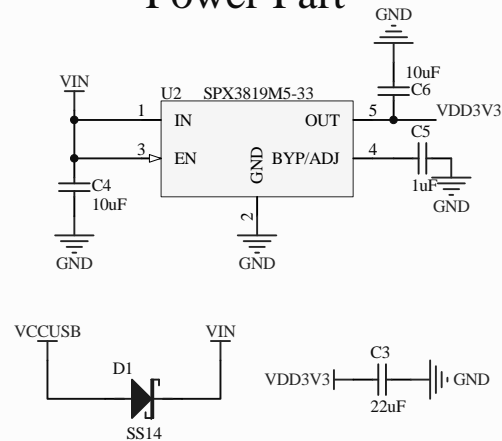 Power Part
GND
10uF
C6
VIN
U2 SPX3819M5-33
1 IN OUT 5 VDD3V3
3 EN BYP/ADJ 4 C5
GND
1uF
GND
C4
10uF
2
GND GND
VCCUSB VIN
D1
SS14
C3
VDD3V3 GND
22uF